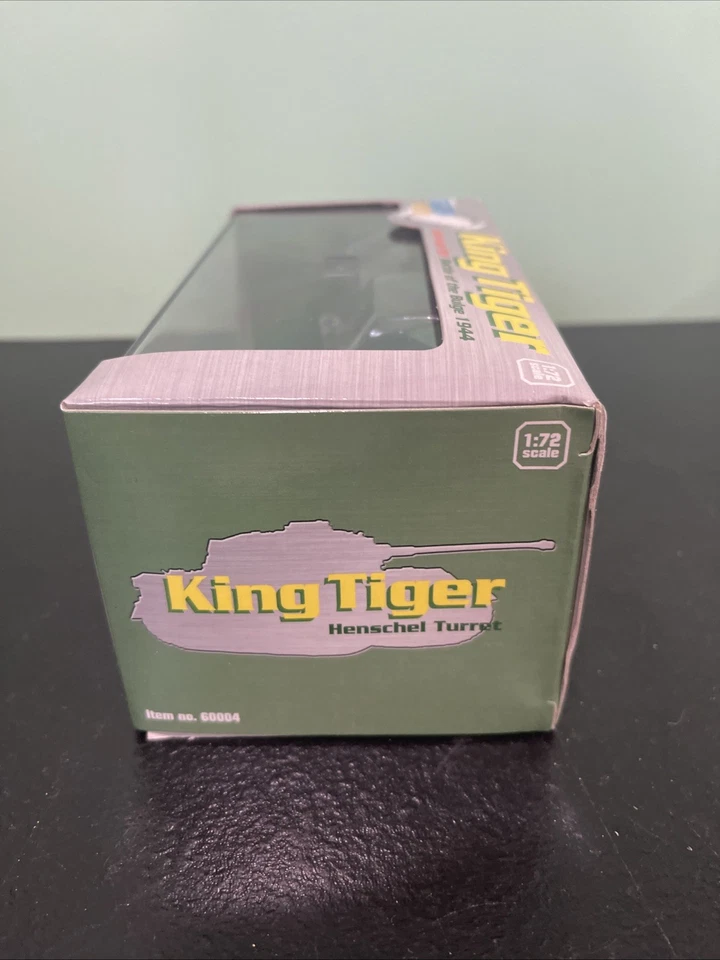 King Tiger
Battle of the Bulge 1944
1:72
scale
1:72
scale
King Tiger
Henschel Turret
Item no. 60004